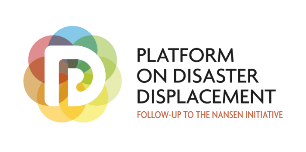 PLATFORM
ON DISASTER
DISPLACEMENT
FOLLOW-UP TO THE NANSEN INITIATIVE